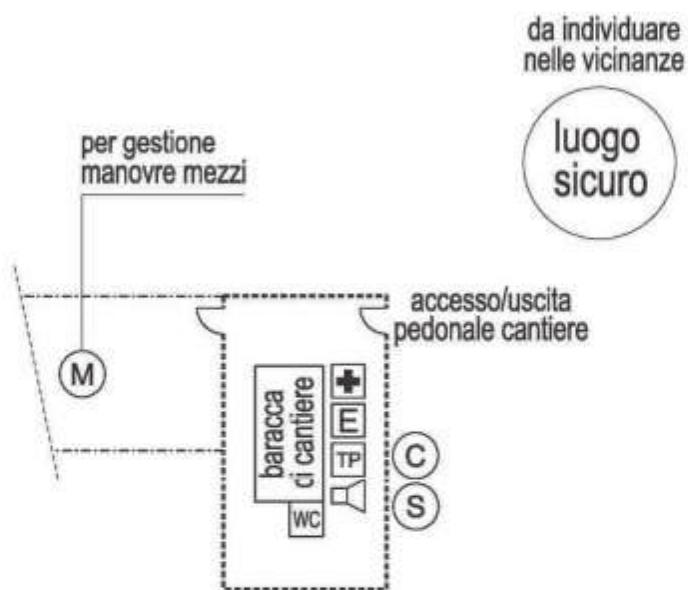 da individuare
nelle vicinanze
luogo
sicuro
per gestione
manovre mezzi
accesso/uscita
pedonale cantiere
M
baracca
di cantiere
E
TP
WC
C
S